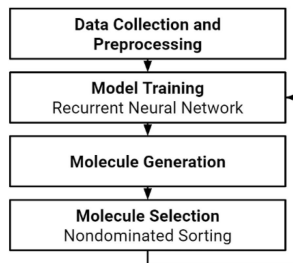 Data Collection and
Preprocessing
Model Training
Recurrent Neural Network
Molecule Generation
Molecule Selection
Nondominated Sorting